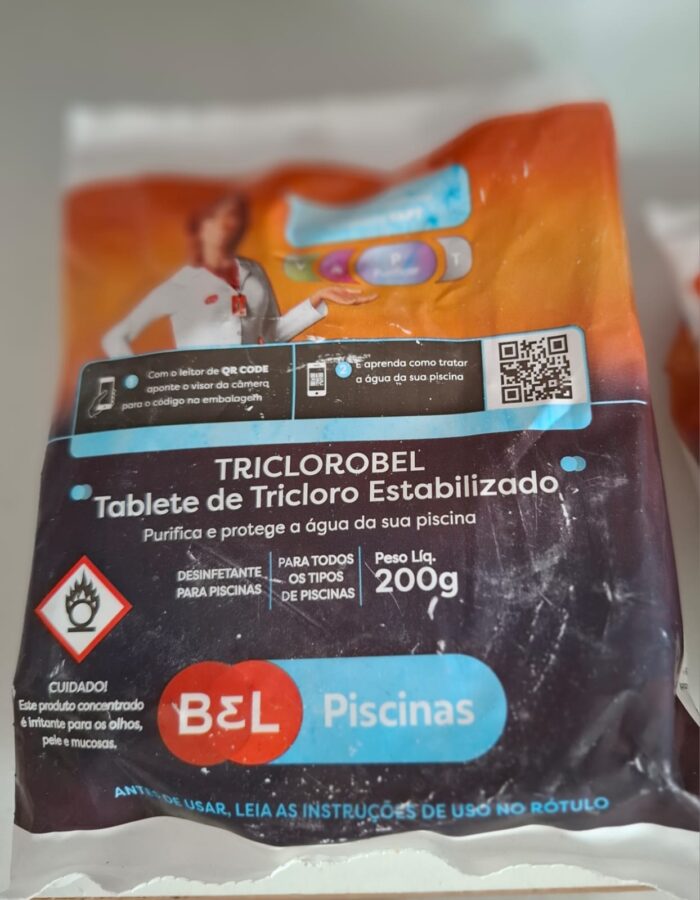 P
T
1
Com o leitor de QR CODE
aponte o visor da câmera
para o código na embalagem
2
E aprenda como tratar
a água da sua piscina
TRICLOROBEL
Tablete de Tricloro Estabilizado
Purifica e protege a água da sua piscina
DESINFETANTE
PARA PISCINAS
PARA TODOS
OS TIPOS
DE PISCINAS
Peso Líq.
200g
CUIDADO!
Este produto concentrado
é irritante para os olhos,
pele e mucosas.
BEL Piscinas
ANTES DE USAR, LEIA AS INSTRUÇÕES DE USO NO RÓTULO